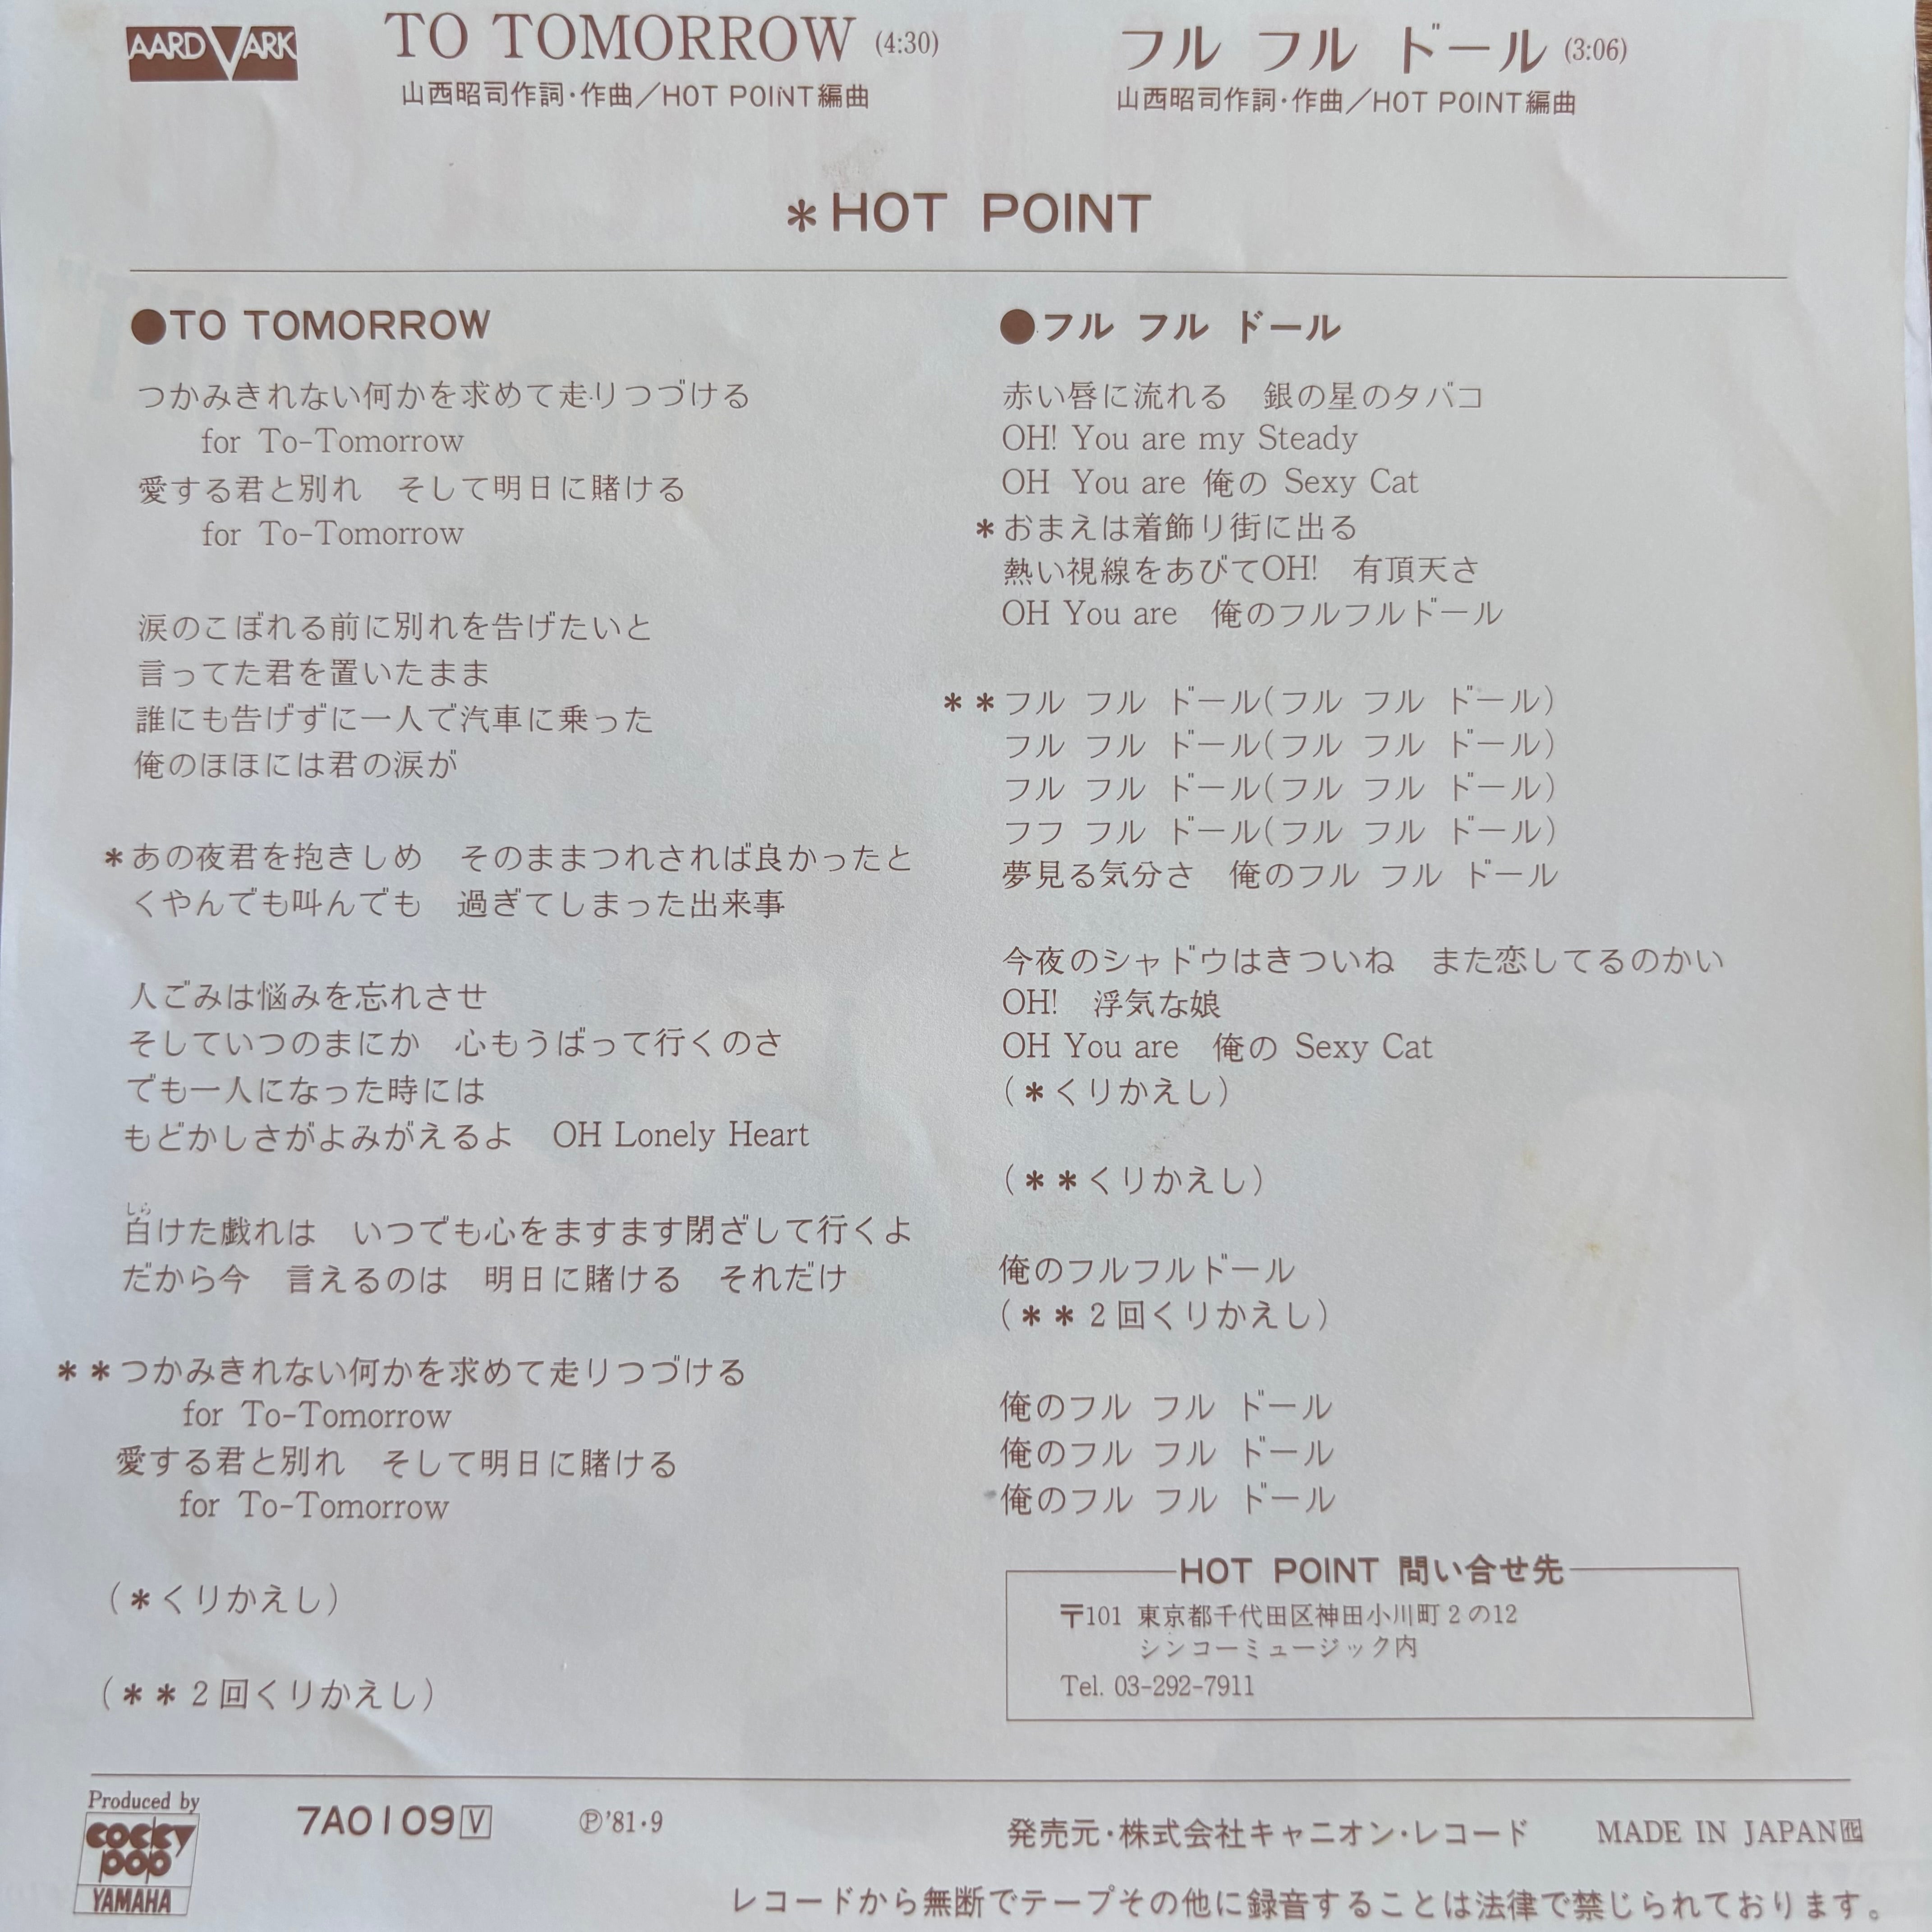 AARDVARK
TO TOMORROW (4:30)
山西昭司作詞・作曲／HOT POINT編曲
フル フル ドール (3:06)
山西昭司作詞・作曲／HOT POINT編曲
＊HOT POINT
●TO TOMORROW
つかみきれない何かを求めて走りつづける
for To-Tomorrow
愛する君と別れ　そして明日に賭ける
for To-Tomorrow
涙のこぼれる前に別れを告げたいと
言ってた君を置いたまま
誰にも告げずに一人で汽車に乗った
俺のほほには君の涙が
＊あの夜君を抱きしめ　そのままつれされば良かったと
くやんでも叫んでも　過ぎてしまった出来事
人ごみは悩みを忘れさせ
そしていつのまにか　心もうばって行くのさ
でも一人になった時には
もどかしさがよみがえるよ　OH Lonely Heart
しら
白けた戯れは　いつでも心をますます閉ざして行くよ
だから今　言えるのは　明日に賭ける　それだけ
＊＊つかみきれない何かを求めて走りつづける
for To-Tomorrow
愛する君と別れ　そして明日に賭ける
for To-Tomorrow
（＊くりかえし）
（＊＊2回くりかえし）
●フル フル ドール
赤い唇に流れる　銀の星のタバコ
OH! You are my Steady
OH You are 俺の Sexy Cat
＊おまえは着飾り街に出る
熱い視線をあびてOH!　有頂天さ
OH You are　俺のフルフルドール
＊＊フル フル ドール(フル フル ドール)
フル フル ドール(フル フル ドール)
フル フル ドール(フル フル ドール)
フフ フル ドール(フル フル ドール)
夢見る気分さ　俺のフル フル ドール
今夜のシャドウはきついね　また恋してるのかい
OH!　浮気な娘
OH You are　俺の Sexy Cat
（＊くりかえし）
（＊＊くりかえし）
俺のフルフルドール
（＊＊2回くりかえし）
俺のフル フル ドール
俺のフル フル ドール
俺のフル フル ドール
HOT POINT 問い合せ先
〒101 東京都千代田区神田小川町2の12
シンコーミュージック内
Tel. 03-292-7911
Produced by
cocky
pop
YAMAHA
7A0109V
Ⓟ'81・9
発売元・株式会社キャニオン・レコード
MADE IN JAPAN
レコードから無断でテープその他に録音することは法律で禁じられております。